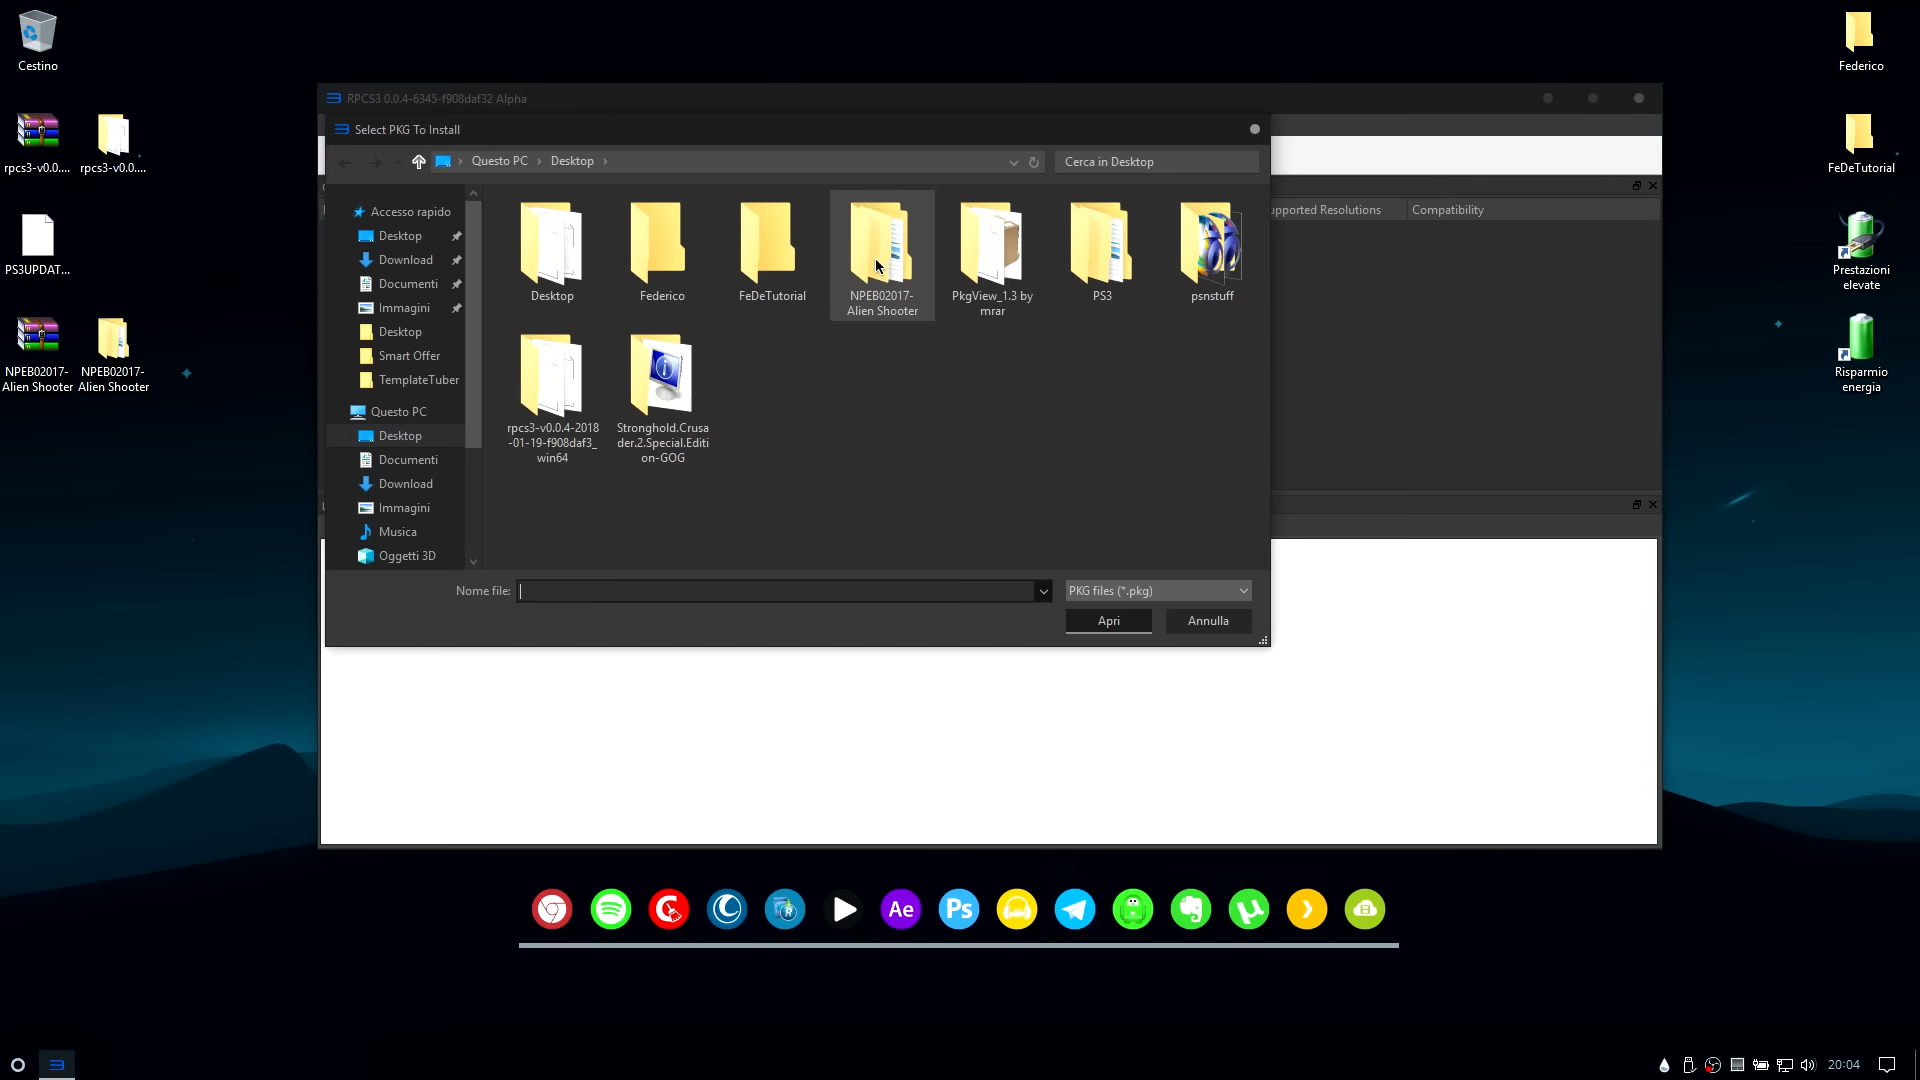 Cestino
rpcs3-v0.0....
rpcs3-v0.0....
PS3UPDAT...
NPEB02017-
Alien Shooter
NPEB02017-
Alien Shooter
RPCS3 0.0.4-6345-f908daf32 Alpha
Select PKG To Install
Questo PC
Desktop
Cerca in Desktop
Accesso rapido
Desktop
Download
Documenti
Immagini
Desktop
Smart Offer
TemplateTuber
Questo PC
Desktop
Documenti
Download
Immagini
Musica
Oggetti 3D
Desktop
Federico
FeDeTutorial
NPEB02017-
Alien Shooter
PkgView_1.3 by
mrar
PS3
psnstuff
rpcs3-v0.0.4-2018
-01-19-f908daf3_
win64
Stronghold.Crusa
der.2.Special.Editi
on-GOG
Nome file:
PKG files (*.pkg)
Apri
Annulla
upported Resolutions
Compatibility
Federico
FeDeTutorial
Prestazioni
elevate
Risparmio
energia
Ae
Ps
20:04